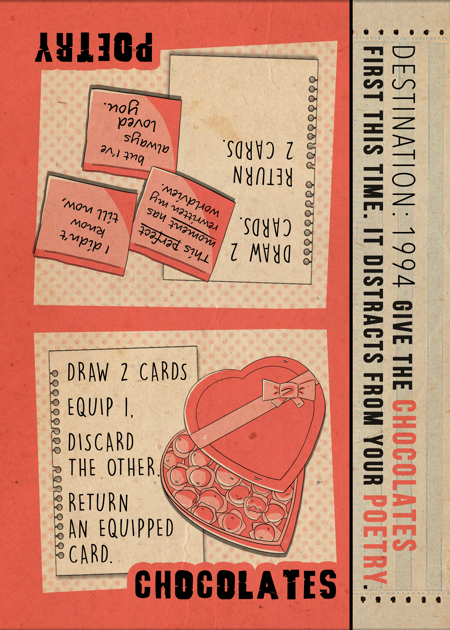 POETRY
DRAW 2
CARDS.
RETURN
2 CARDS.
I didn't
know
till now,
This perfect
moment has
rewritten my
worldview.
but I've
always
loved
you.
DRAW 2 CARDS
EQUIP 1,
DISCARD
THE OTHER.
RETURN
AN EQUIPPED
CARD.
CHOCOLATES
DESTINATION: 1994 GIVE THE CHOCOLATES
FIRST THIS TIME. IT DISTRACTS FROM YOUR POETRY.